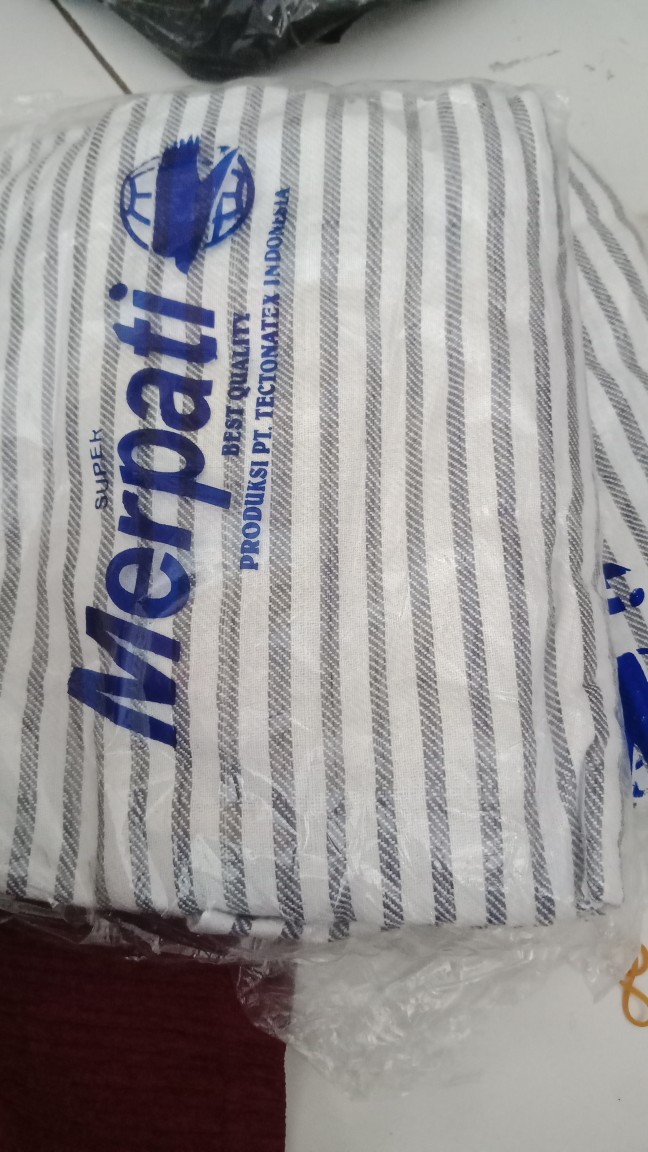 SUPER
Merpati
BEST QUALITY
PRODUKSI PT. TECTONATEX INDONESIA